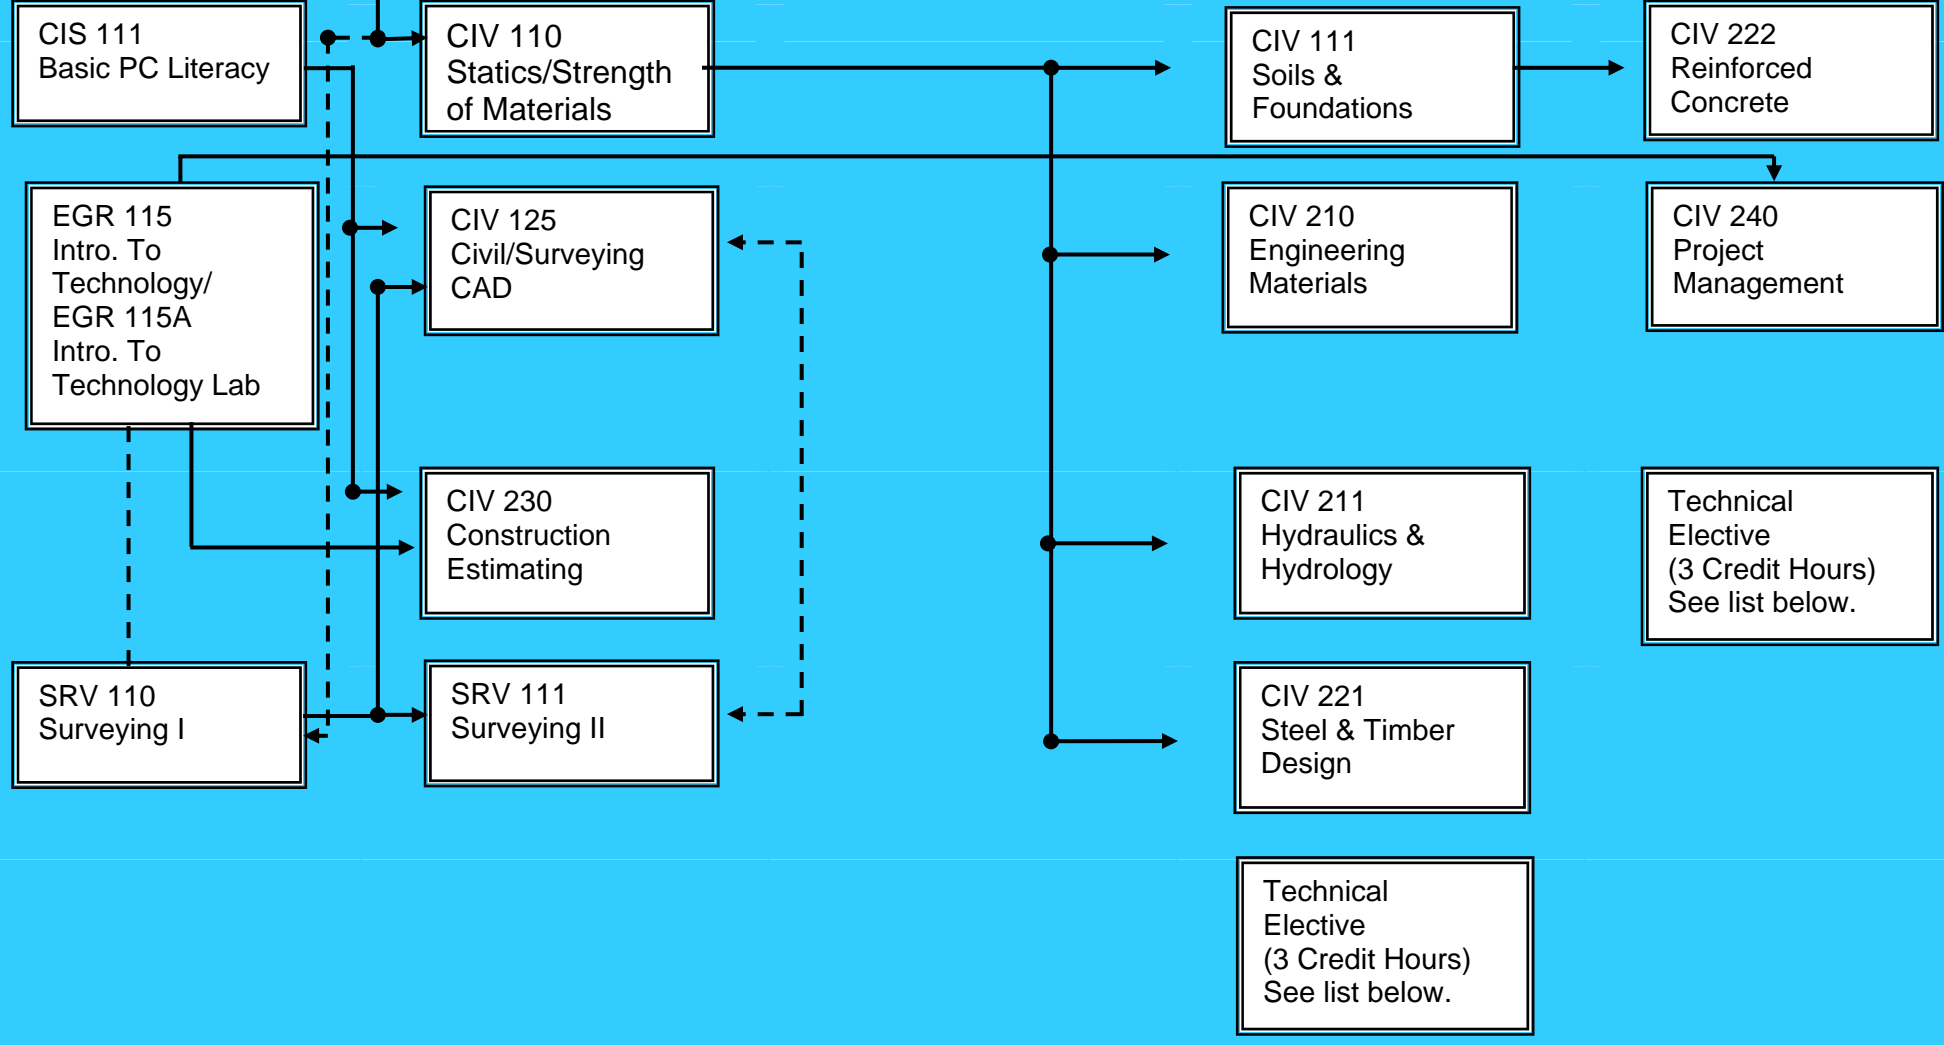 CIS 111
Basic PC Literacy
CIV 110
Statics/Strength
of Materials
CIV 111
Soils &
Foundations
CIV 222
Reinforced
Concrete
EGR 115
Intro. To
Technology/
EGR 115A
Intro. To
Technology Lab
CIV 125
Civil/Surveying
CAD
CIV 210
Engineering
Materials
CIV 240
Project
Management
CIV 230
Construction
Estimating
CIV 211
Hydraulics &
Hydrology
Technical
Elective
(3 Credit Hours)
See list below.
SRV 110
Surveying I
SRV 111
Surveying II
CIV 221
Steel & Timber
Design
Technical
Elective
(3 Credit Hours)
See list below.